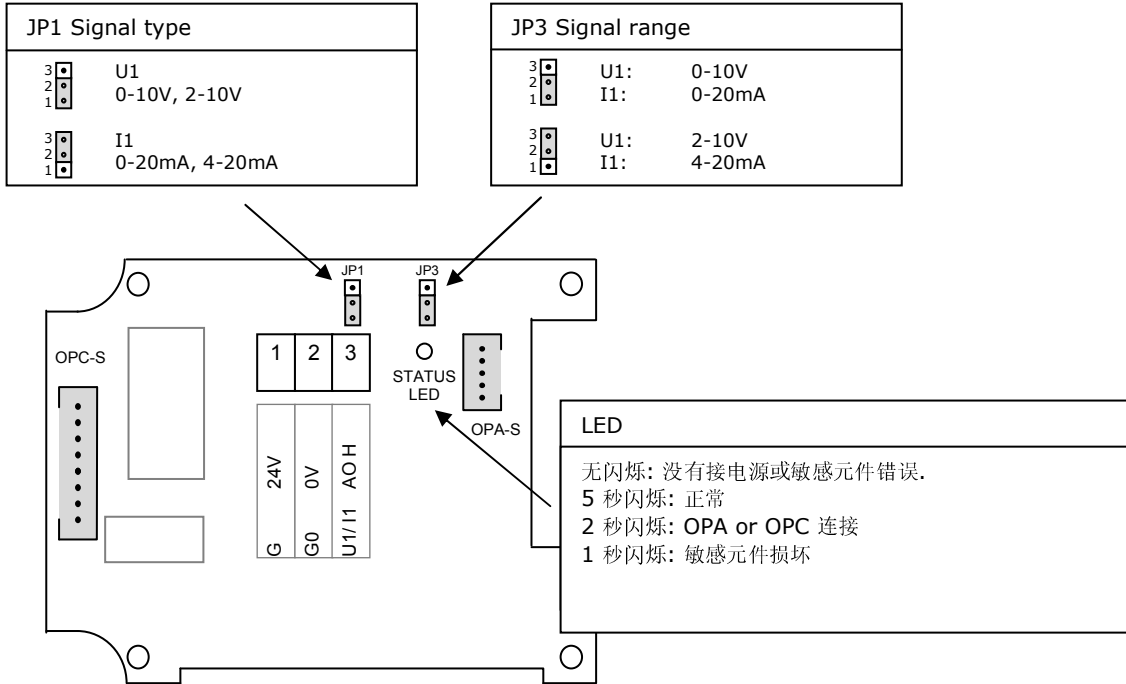 JP1 Signal type
3
2
1
U1
0-10V, 2-10V
3
2
1
I1
0-20mA, 4-20mA
JP3 Signal range
3
2
1
U1: 0-10V
I1: 0-20mA
3
2
1
U1: 2-10V
I1: 4-20mA
JP1
JP3
OPC-S
1 2 3
STATUS
LED
OPA-S
G 24V
G0 0V
U1/I1 AO H
LED
无闪烁: 没有接电源或敏感元件错误.
5 秒闪烁: 正常
2 秒闪烁: OPA or OPC 连接
1 秒闪烁: 敏感元件损坏